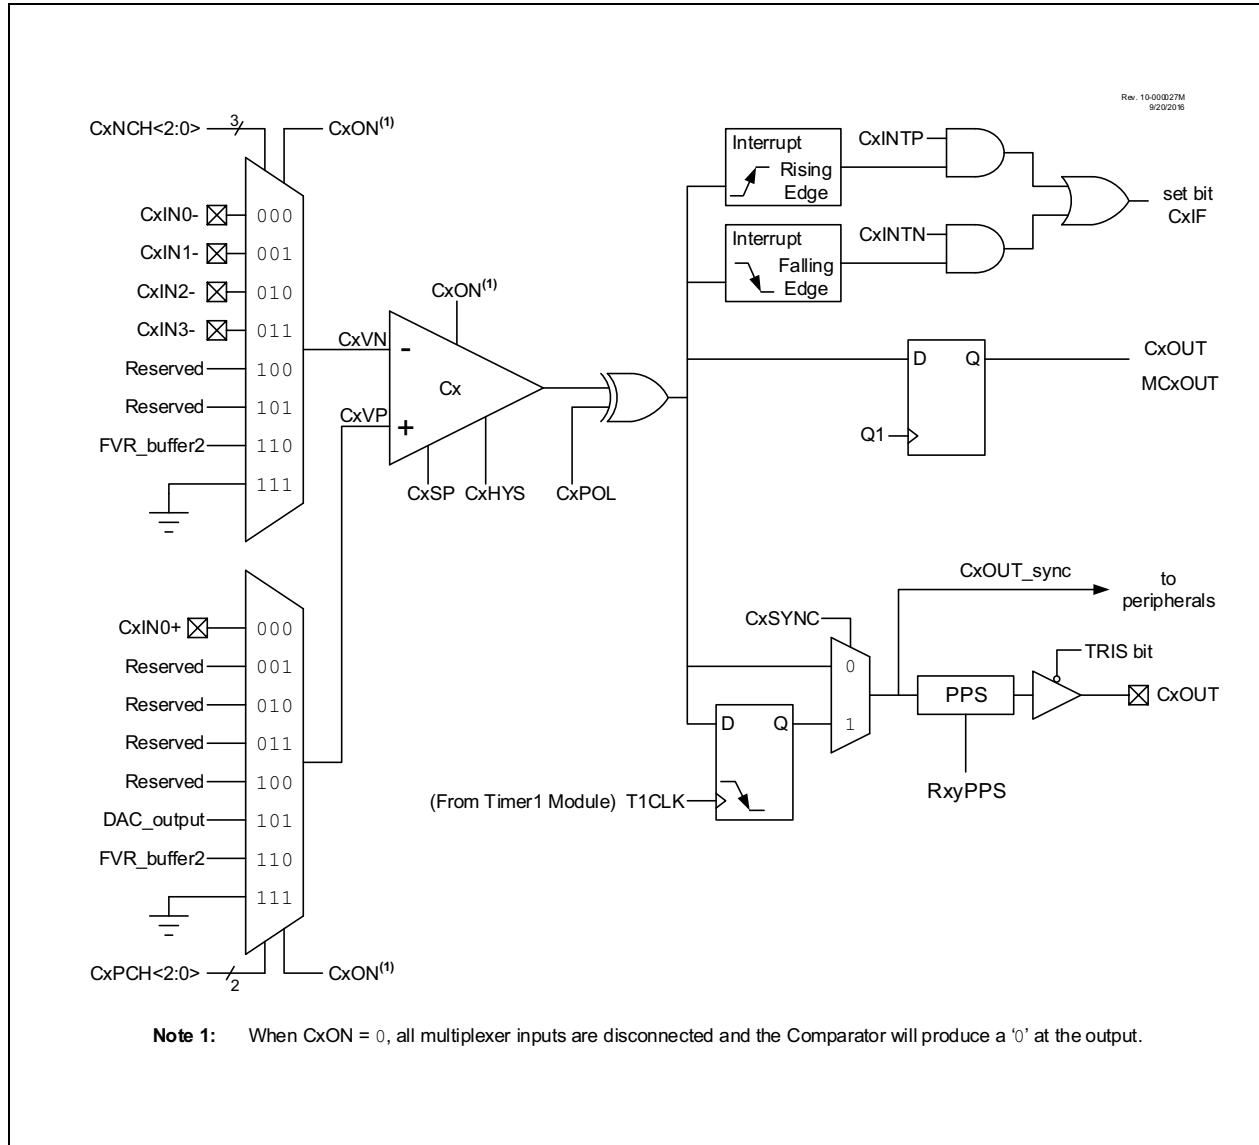 Rev. 10-000027M
9/20/2016
CxNCH<2:0>
3
CxON(1)
CxIN0-
000
CxIN1-
001
CxIN2-
010
CxIN3-
011
Reserved
100
Reserved
101
FVR_buffer2
110
111
CxVN
CxVP
CxON(1)
-
Cx
+
CxSP
CxHYS
CxPOL
Interrupt
Rising
Edge
CxINTP
Interrupt
Falling
Edge
CxINTN
set bit
CxIF
D
Q
Q1
CxOUT
MCxOUT
CxIN0+
000
Reserved
001
Reserved
010
Reserved
011
Reserved
100
DAC_output
101
FVR_buffer2
110
111
CxPCH<2:0>
2
CxON(1)
CxOUT_sync
to
peripherals
CxSYNC
0
1
TRIS bit
PPS
CxOUT
RxyPPS
D
Q
(From Timer1 Module) T1CLK
Note 1: When CxON = 0, all multiplexer inputs are disconnected and the Comparator will produce a ‘0’ at the output.